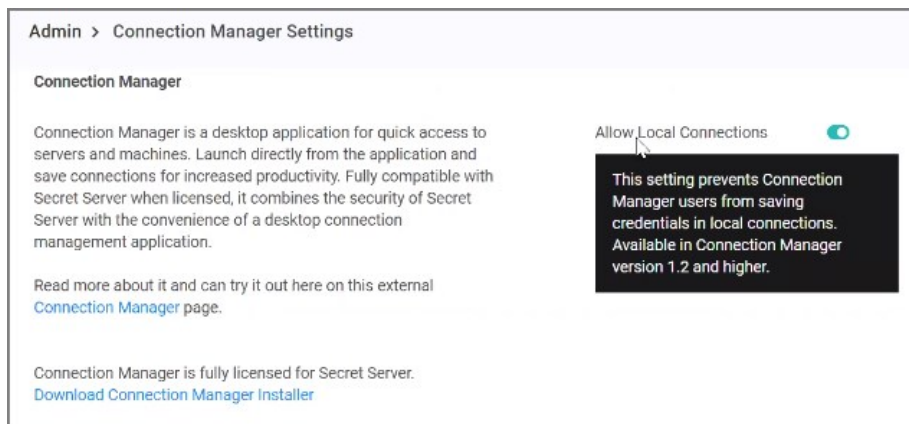 Admin > Connection Manager Settings
Connection Manager
Connection Manager is a desktop application for quick access to
servers and machines. Launch directly from the application and
save connections for increased productivity. Fully compatible with
Secret Server when licensed, it combines the security of Secret
Server with the convenience of a desktop connection
management application.
Read more about it and can try it out here on this external
Connection Manager page.
Connection Manager is fully licensed for Secret Server.
Download Connection Manager Installer
Allow Local Connections
This setting prevents Connection
Manager users from saving
credentials in local connections.
Available in Connection Manager
version 1.2 and higher.